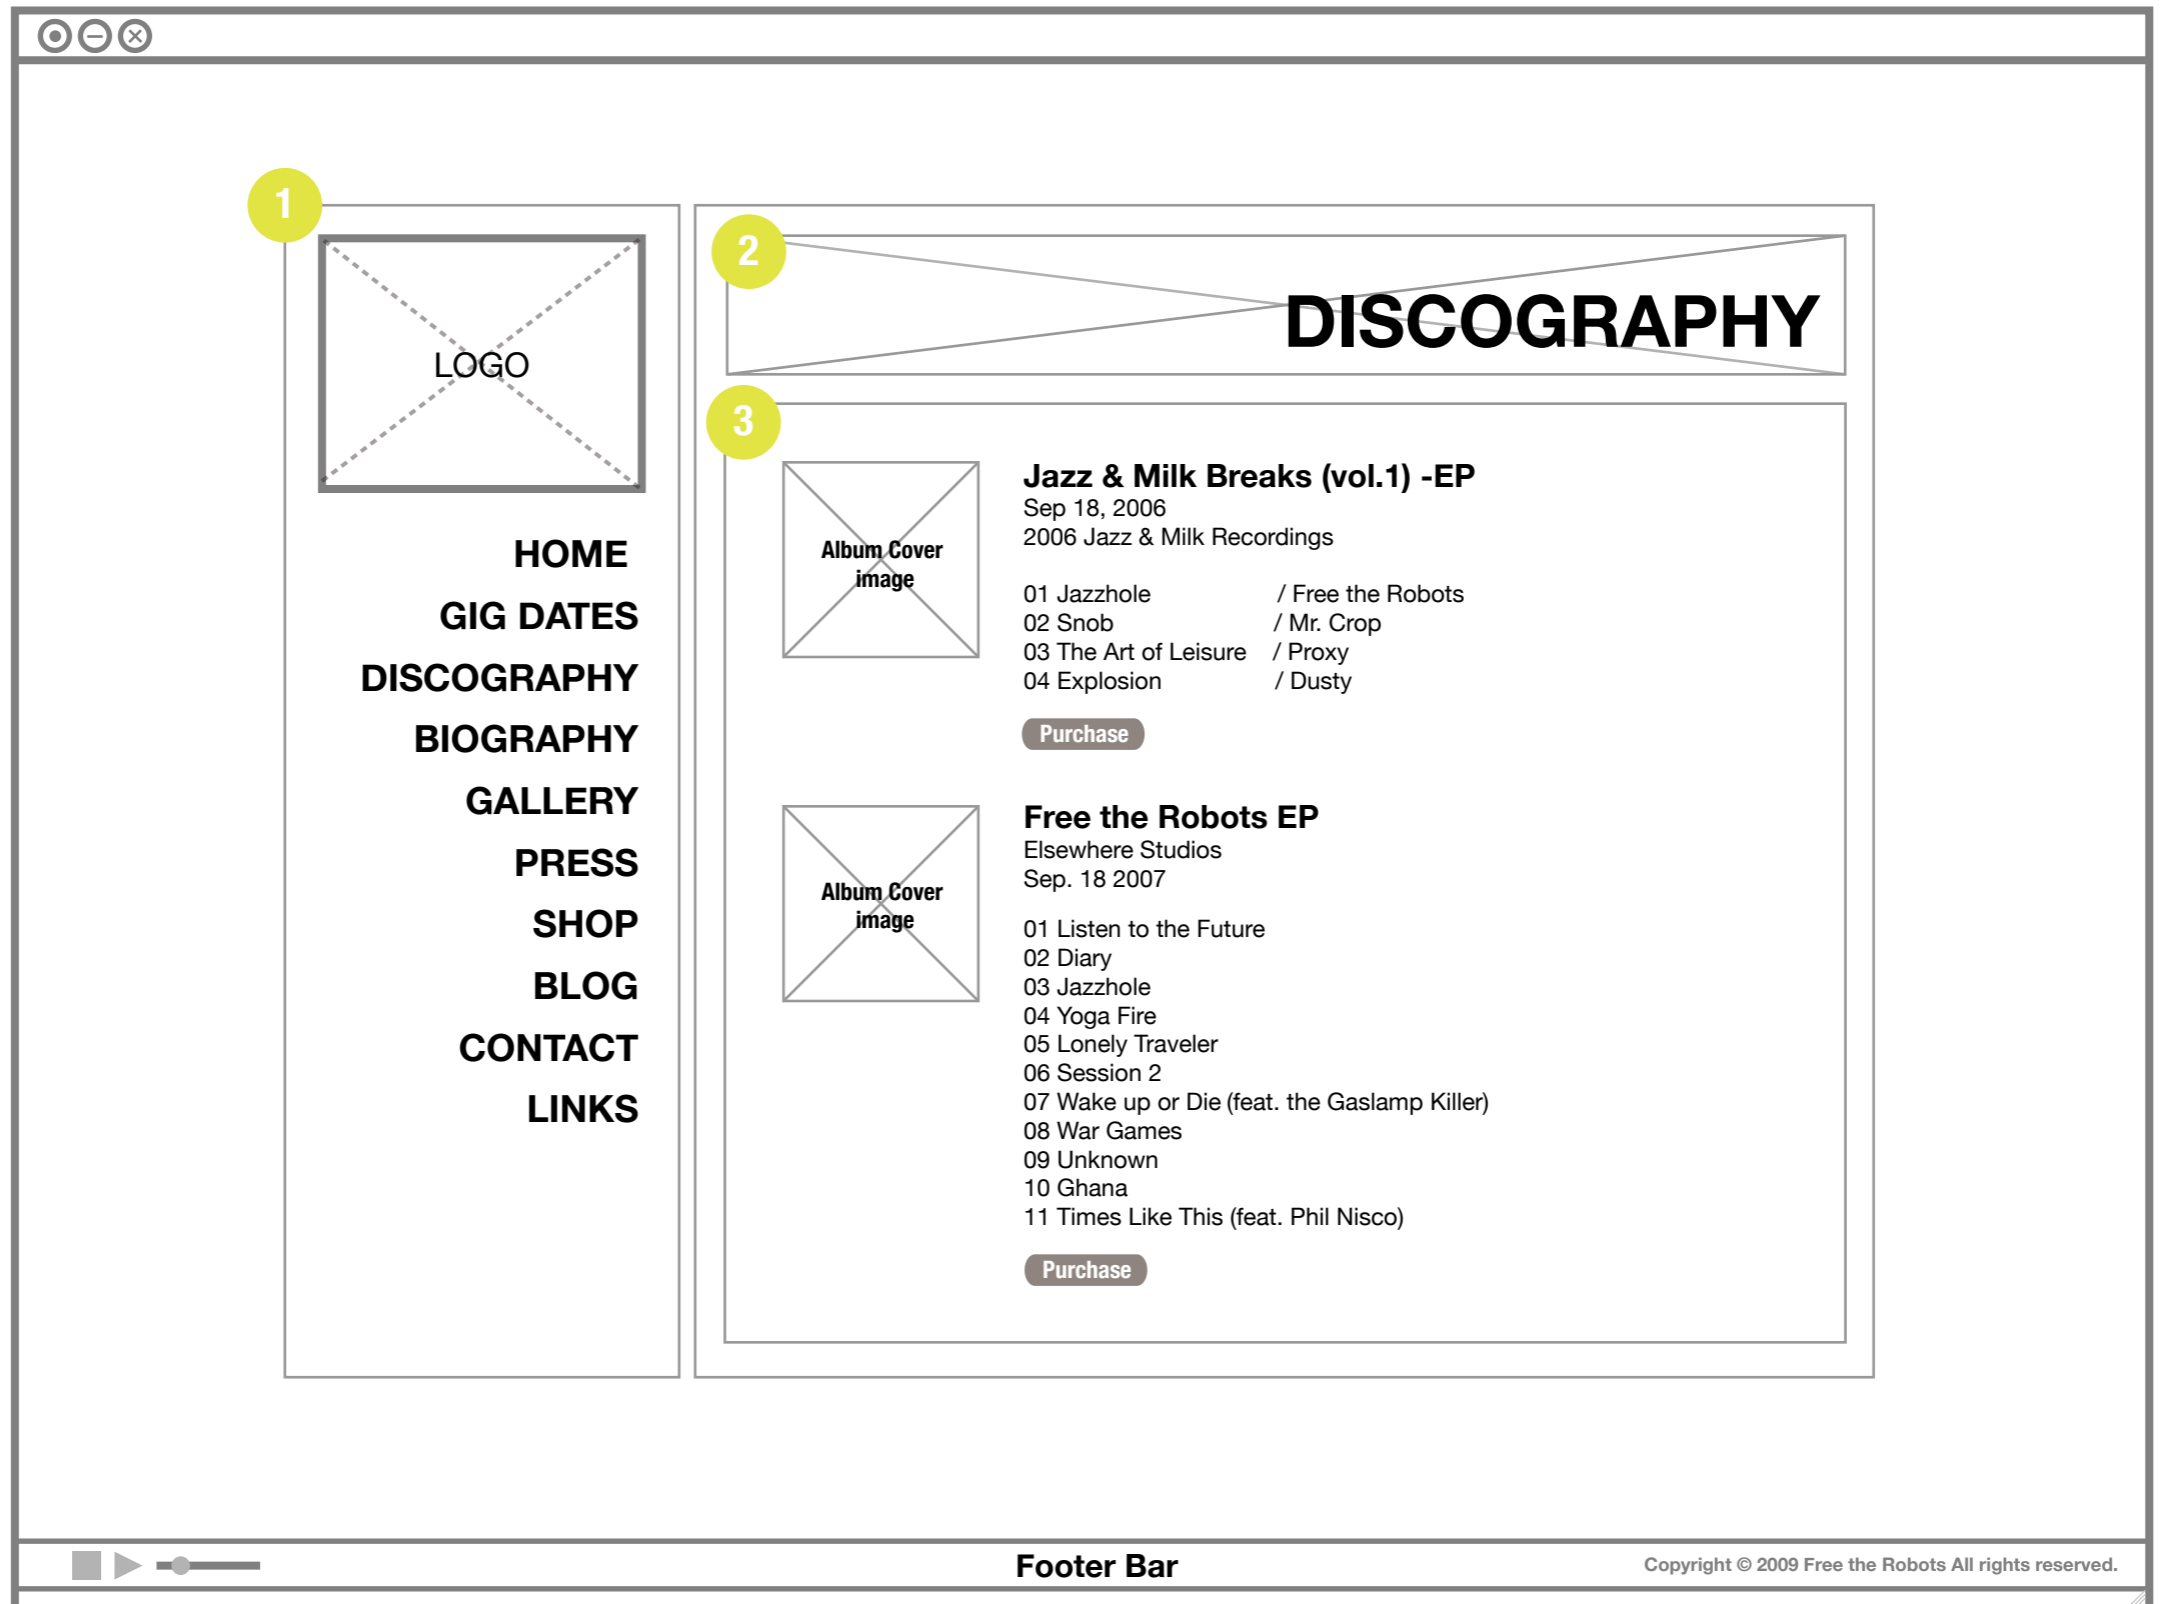 1
LOGO
HOME
GIG DATES
DISCOGRAPHY
BIOGRAPHY
GALLERY
PRESS
SHOP
BLOG
CONTACT
LINKS
2
DISCOGRAPHY
3
Album Cover
image
Jazz & Milk Breaks (vol.1) -EP
Sep 18, 2006
2006 Jazz & Milk Recordings
01 Jazzhole / Free the Robots
02 Snob / Mr. Crop
03 The Art of Leisure / Proxy
04 Explosion / Dusty
Purchase
Album Cover
image
Free the Robots EP
Elsewhere Studios
Sep. 18 2007
01 Listen to the Future
02 Diary
03 Jazzhole
04 Yoga Fire
05 Lonely Traveler
06 Session 2
07 Wake up or Die (feat. the Gaslamp Killer)
08 War Games
09 Unknown
10 Ghana
11 Times Like This (feat. Phil Nisco)
Purchase
Footer Bar
Copyright © 2009 Free the Robots All rights reserved.